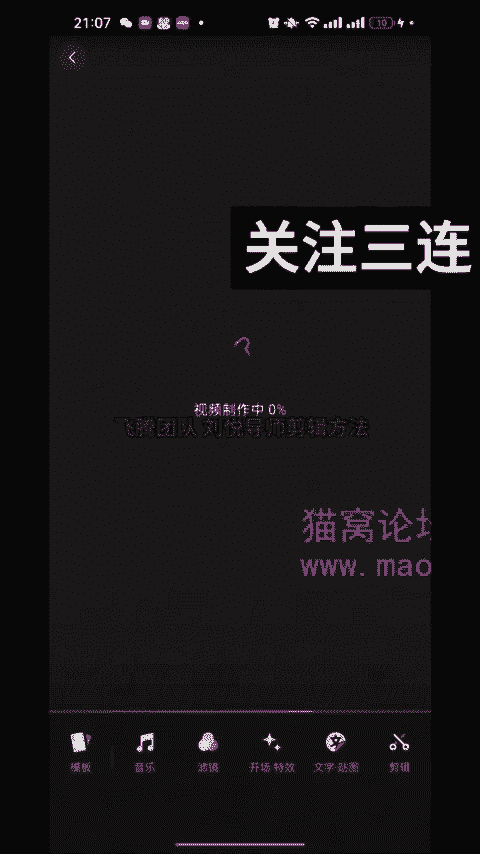 21:07
10
关注三连
视频制作中 0%
飞腾团队刘悦导师剪辑方法
猫窝论坛
www.mao
模板 音乐 滤镜 开场·特效 文字·贴图 剪辑